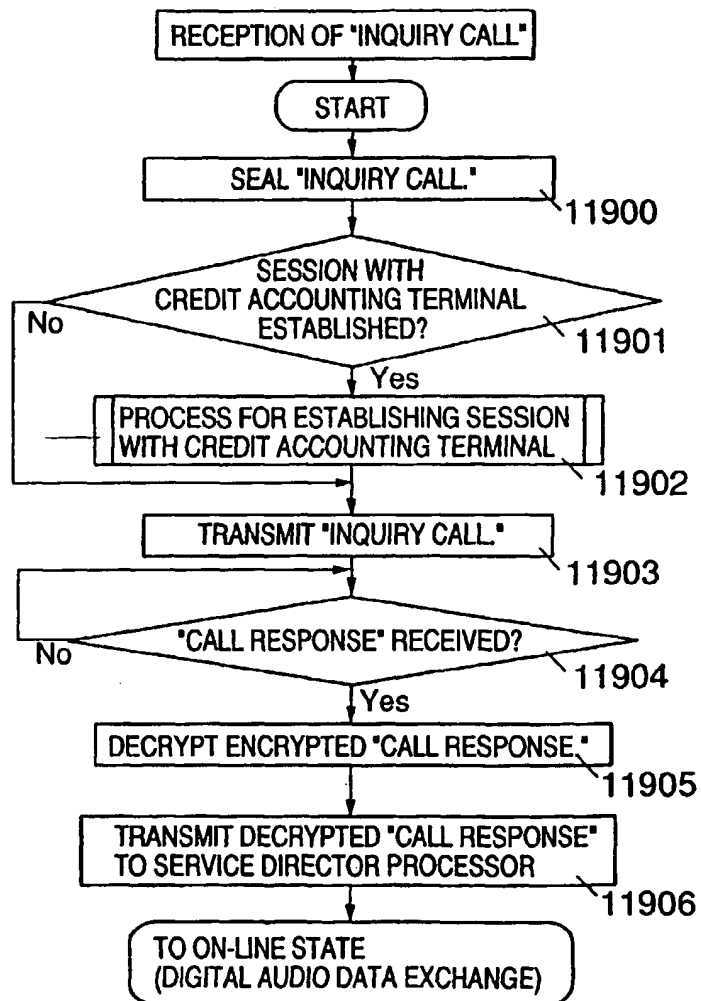 RECEPTION OF "INQUIRY CALL"
START
SEAL "INQUIRY CALL."
11900
SESSION WITH
CREDIT ACCOUNTING TERMINAL
ESTABLISHED?
No
11901
Yes
PROCESS FOR ESTABLISHING SESSION
WITH CREDIT ACCOUNTING TERMINAL
11902
TRANSMIT "INQUIRY CALL."
11903
"CALL RESPONSE" RECEIVED?
No
11904
Yes
DECRYPT ENCRYPTED "CALL RESPONSE."
11905
TRANSMIT DECRYPTED "CALL RESPONSE"
TO SERVICE DIRECTOR PROCESSOR
11906
TO ON-LINE STATE
(DIGITAL AUDIO DATA EXCHANGE)